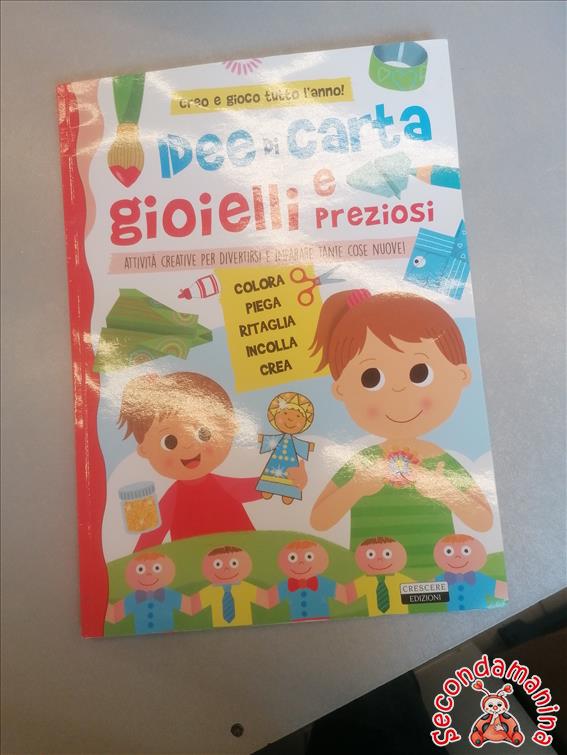 creo e gioco tutto l'anno!
IDee Di carta
e
gioielli Preziosi
ATTIVITÀ CREATIVE PER DIVERTIRSI E IMPARARE TANTE COSE NUOVE!
COLORA
PIEGA
RITAGLIA
INCOLLA
CREA
CRESCERE
EDIZIONI
Secondamanina